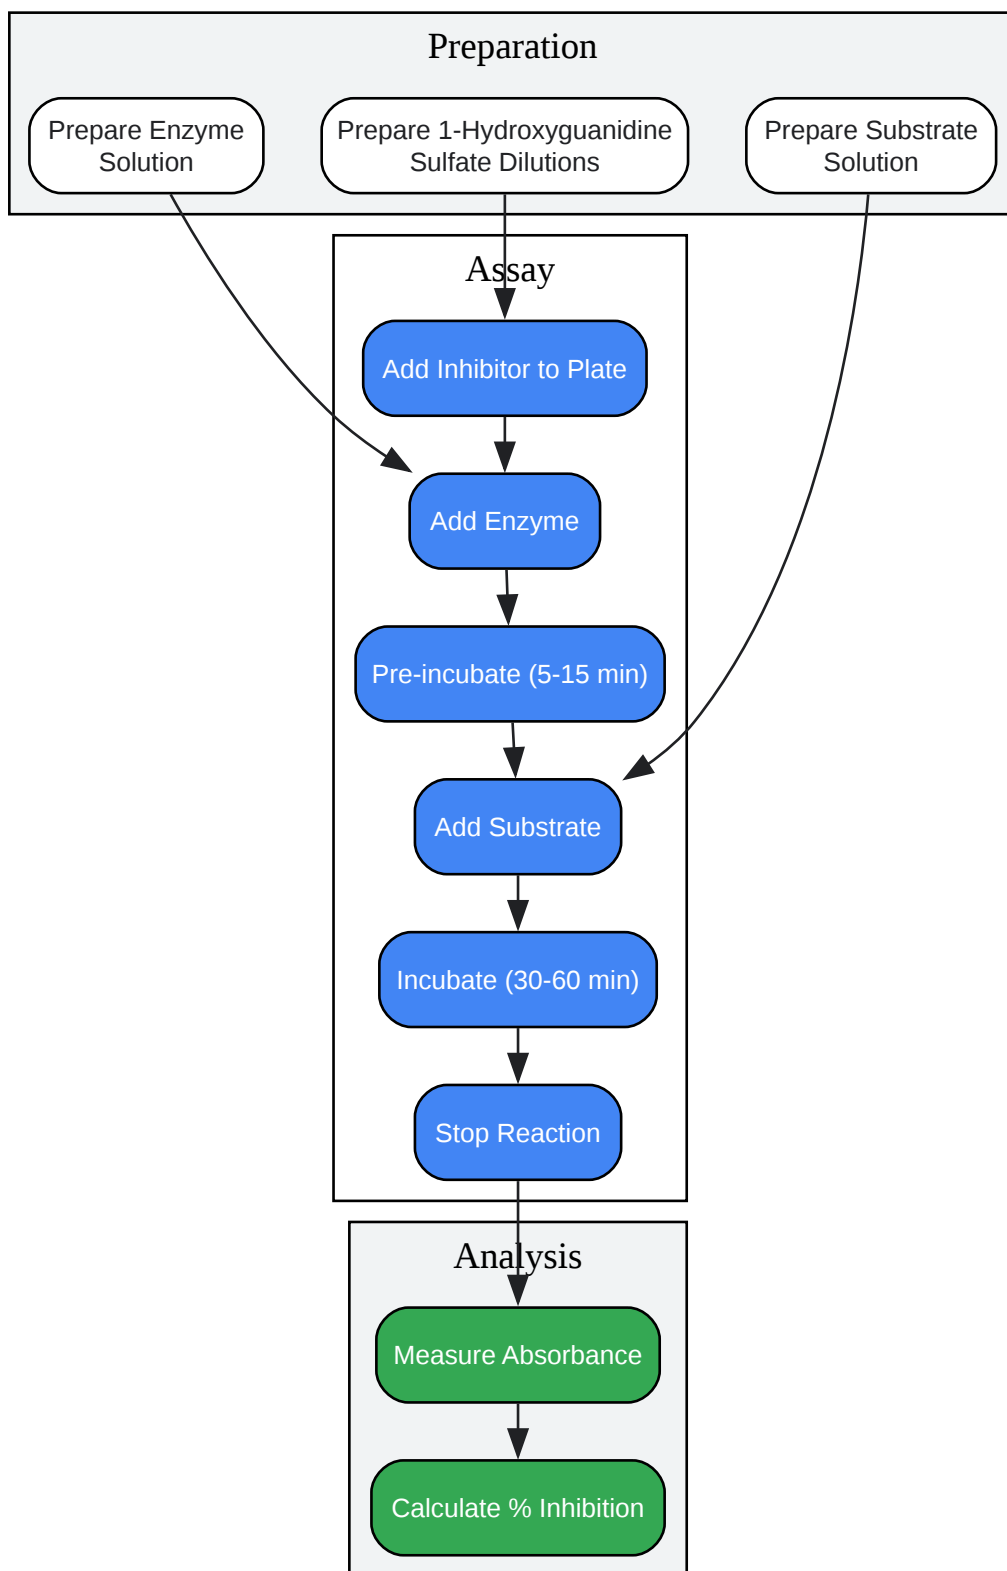 Preparation
Prepare Enzyme
Solution
Prepare 1-Hydroxyguanidine
Sulfate Dilutions
Prepare Substrate
Solution
Assay
Add Inhibitor to Plate
Add Enzyme
Pre-incubate (5-15 min)
Add Substrate
Incubate (30-60 min)
Stop Reaction
Analysis
Measure Absorbance
Calculate % Inhibition